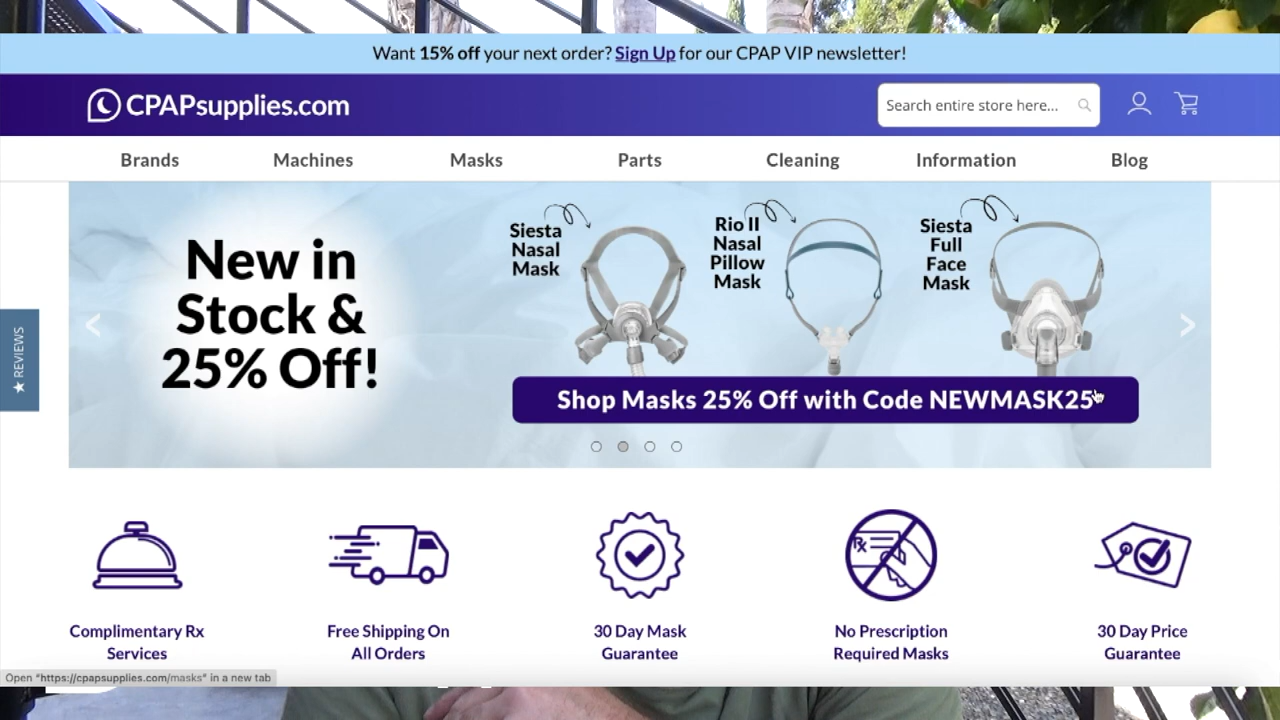 Want 15% off your next order? Sign Up for our CPAP VIP newsletter!
CPAPsupplies.com
Search entire store here...
Brands
Machines
Masks
Parts
Cleaning
Information
Blog
New in
Stock &
25% Off!
Siesta
Nasal
Mask
Rio II
Nasal
Pillow
Mask
Siesta
Full
Face
Mask
Shop Masks 25% Off with Code NEWMASK25
★ REVIEWS
Rx
Complimentary Rx
Services
Free Shipping On
All Orders
30 Day Mask
Guarantee
No Prescription
Required Masks
30 Day Price
Guarantee
Open “https://cpapsupplies.com/masks” in a new tab